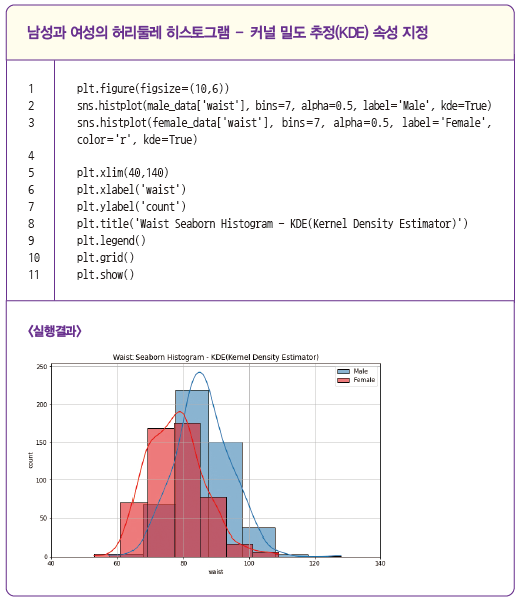 남성과 여성의 허리둘레 히스토그램 - 커널 밀도 추정(KDE) 속성 지정
1 plt.figure(figsize=(10,6))
2 sns.histplot(male_data['waist'], bins=7, alpha=0.5, label='Male', kde=True)
3 sns.histplot(female_data['waist'], bins=7, alpha=0.5, label='Female',
color='r', kde=True)
4
5 plt.xlim(40,140)
6 plt.xlabel('waist')
7 plt.ylabel('count')
8 plt.title('Waist Seaborn Histogram - KDE(Kernel Density Estimator)')
9 plt.legend()
10 plt.grid()
11 plt.show()
〈실행결과〉
Waist Seaborn Histogram - KDE(Kernel Density Estimator)
Male
Female
250
200
150
100
50
0
count
40 60 80 100 120 140
waist